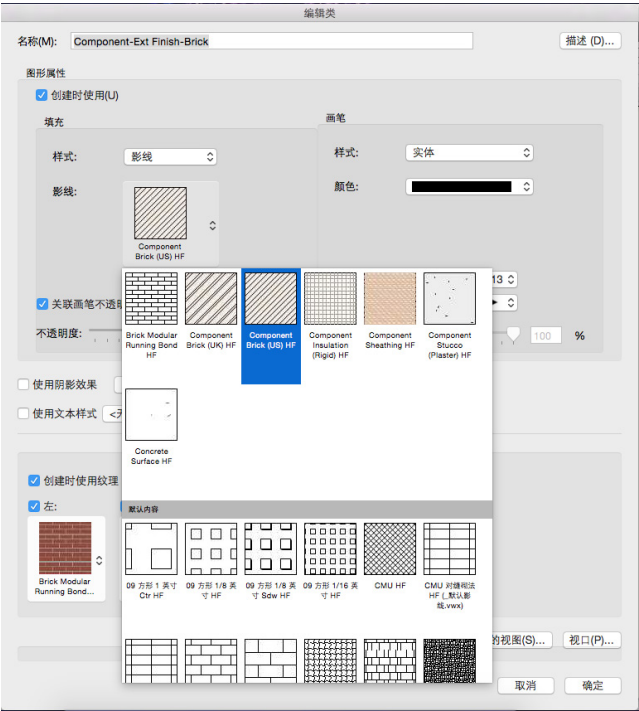 编辑类
名称(M): Component-Ext Finish-Brick 描述 (D)...
图形属性
创建时使用(U)
填充 画笔
样式: 影线 样式: 实体
影线: 颜色:
Component
Brick (US) HF
13
关联画笔不透明
不透明度: 100 %
Brick Modular
Running Bond
HF
Component
Brick (UK) HF
Component
Brick (US) HF
Component
Insulation
(Rigid) HF
Component
Sheathing HF
Component
Stucco
(Plaster) HF
使用阴影效果
使用文本样式 <无
Concrete
Surface HF
创建时使用纹理
左:
默认内容
Brick Modular
Running Bond...
09 方形 1 英寸
Ctr HF
09 方形 1/8 英
寸 HF
09 方形 1/8 英
寸 Sdw HF
09 方形 1/16 英
寸 HF
CMU HF
CMU 对缝砌法
HF (_默认影
线.vwx)
的视图(S)... 视口(P)...
取消 确定